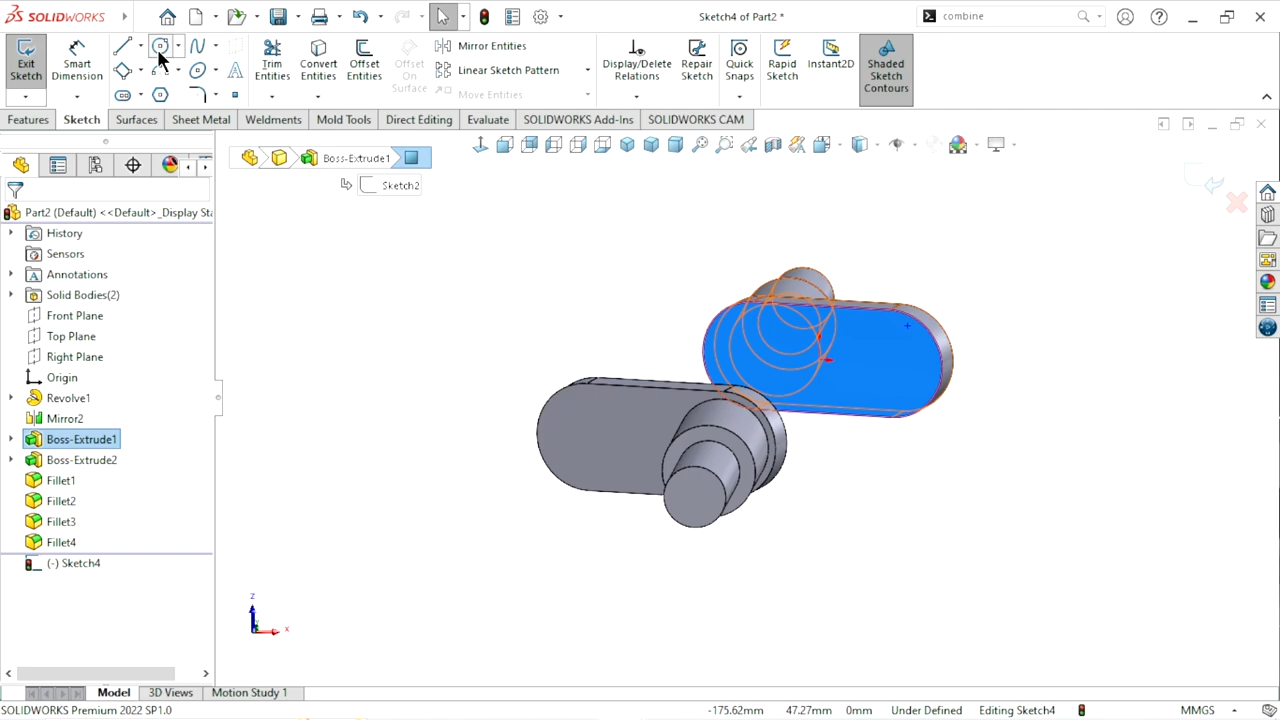 SOLIDWORKS
Sketch4 of Part2 *
combine
Exit Sketch
Smart Dimension
Trim Entities
Convert Entities
Offset Entities
Offset On Surface
Mirror Entities
Linear Sketch Pattern
Move Entities
Display/Delete Relations
Repair Sketch
Quick Snaps
Rapid Sketch
Instant2D
Shaded Sketch Contours
Features
Sketch
Surfaces
Sheet Metal
Weldments
Mold Tools
Direct Editing
Evaluate
SOLIDWORKS Add-Ins
SOLIDWORKS CAM
Boss-Extrude1
Sketch2
Part2 (Default) <<Default>_Display Sta
History
Sensors
Annotations
Solid Bodies(2)
Front Plane
Top Plane
Right Plane
Origin
Revolve1
Mirror2
Boss-Extrude1
Boss-Extrude2
Fillet1
Fillet2
Fillet3
Fillet4
(-) Sketch4
z
x
Model
3D Views
Motion Study 1
SOLIDWORKS Premium 2022 SP1.0
-175.62mm
47.27mm
0mm
Under Defined
Editing Sketch4
MMGS